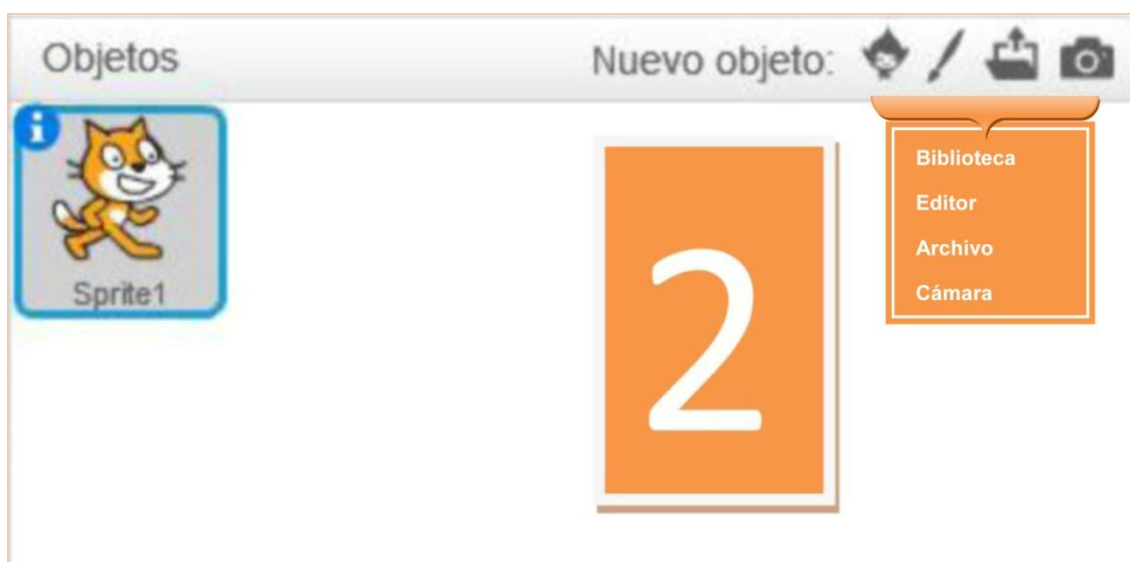 Objetos
Nuevo objeto:
Sprite1
2
Biblioteca
Editor
Archivo
Cámara